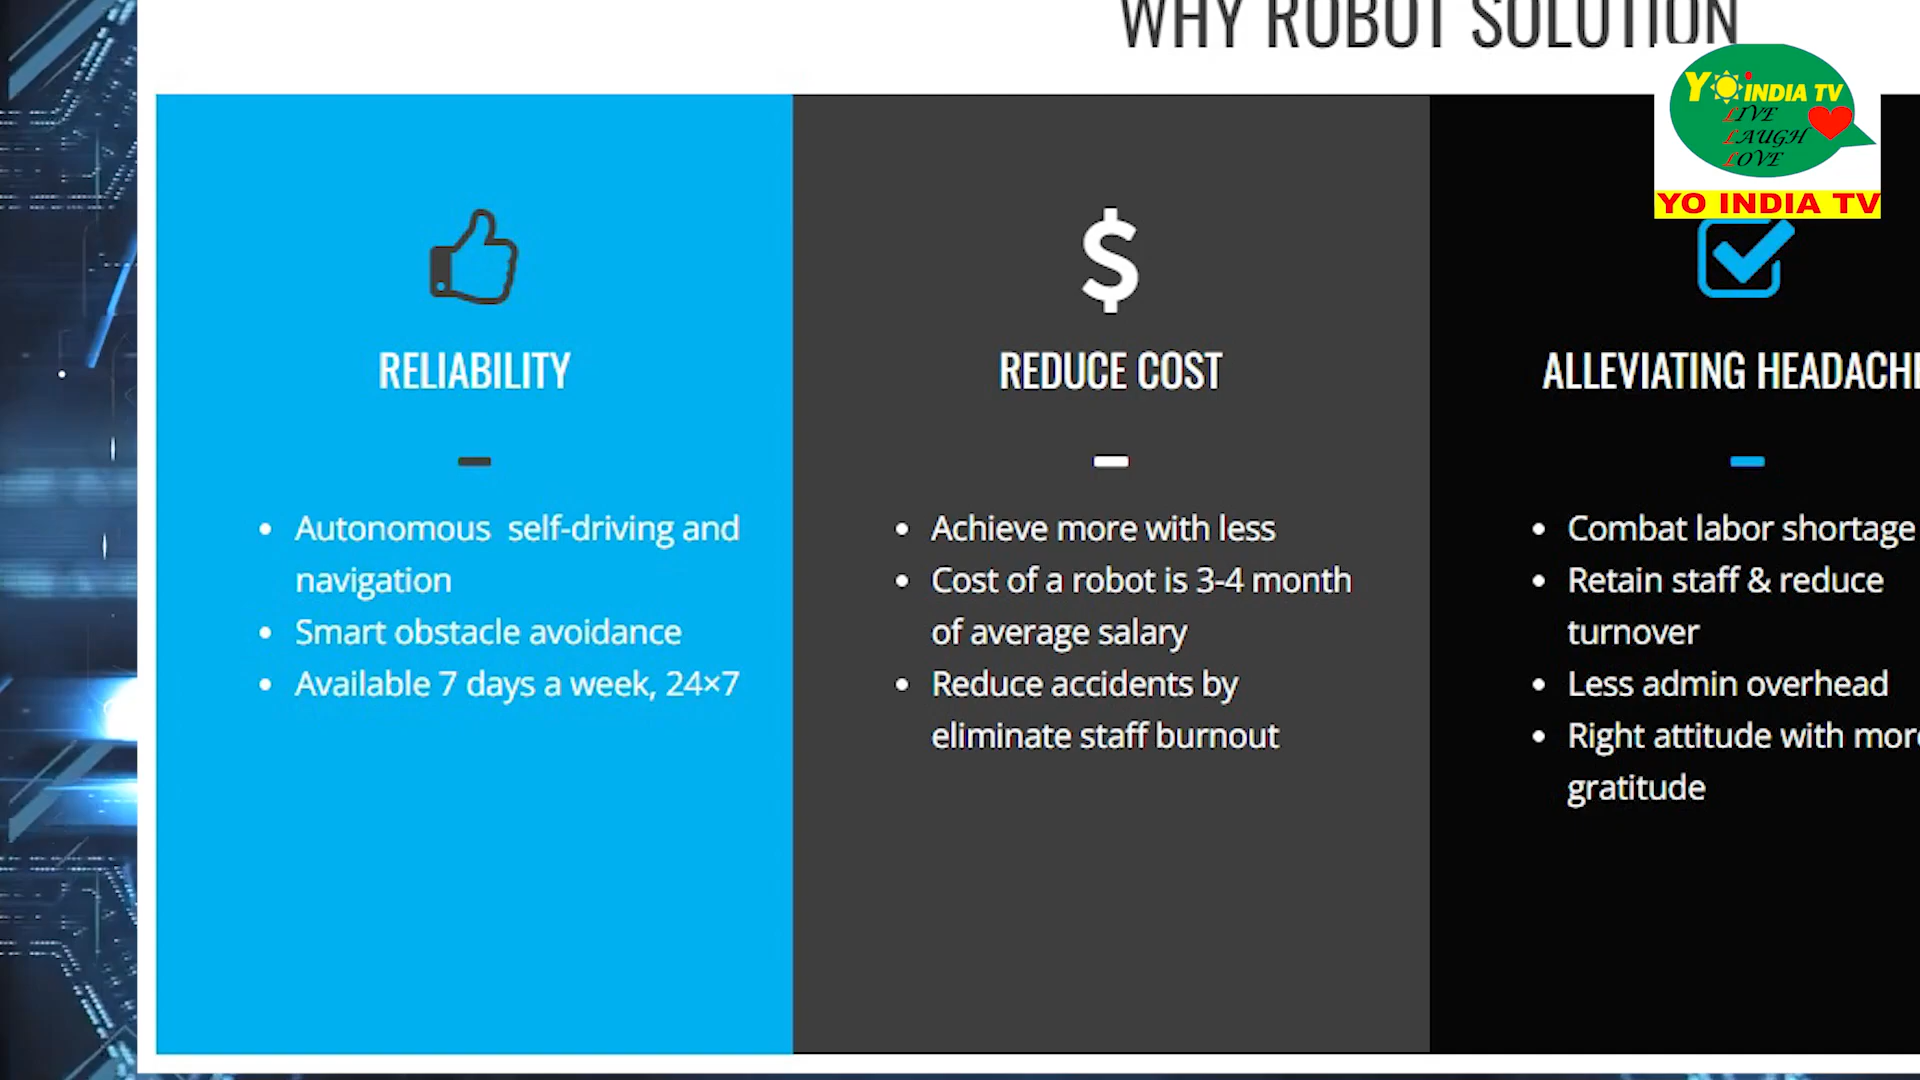 WHY ROBOT SOLUTION
YO INDIA TV
LIVE
LAUGH
LOVE
YO INDIA TV
RELIABILITY
Autonomous self-driving and
navigation
Smart obstacle avoidance
Available 7 days a week, 24×7
$
REDUCE COST
Achieve more with less
Cost of a robot is 3-4 month
of average salary
Reduce accidents by
eliminate staff burnout
ALLEVIATING HEADACHE
Combat labor shortage
Retain staff & reduce
turnover
Less admin overhead
Right attitude with more
gratitude